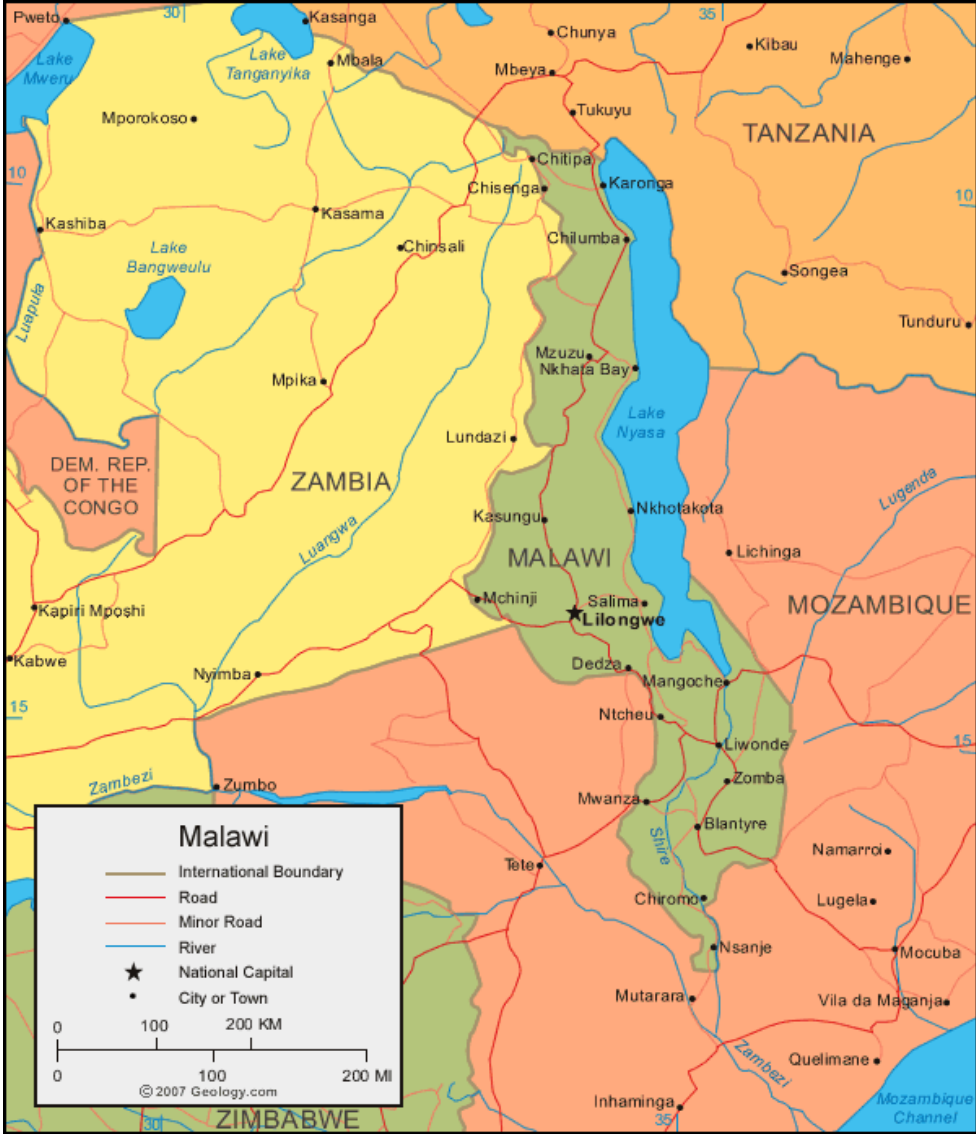 30
35
Pweto
Kasanga
Chunya
Kibau
Mahenge
Lake
Mweru
Lake
Tanganyika
Mbala
Mbeya
Mporokoso
Tukuyu
TANZANIA
10
Chitipa
Chisenga
Karonga
10
Kashiba
Kasama
Chinsali
Chilumba
Lake
Bangweulu
Songea
Luapula
Tunduru
Mzuzu
Nkhata Bay
Mpika
Lake
Nyasa
Lundazi
DEM. REP.
OF THE
CONGO
ZAMBIA
Luangwa
Lugenda
Kasungu
Nkhotakota
MALAWI
Lichinga
Mchinji
Salima
Lilongwe
MOZAMBIQUE
Kapiri Mposhi
Kabwe
Nyimba
Dedza
Mangoche
15
Ntcheu
Liwonde
15
Zambezi
Zumbo
Zomba
Mwanza
Blantyre
Shire
Namarroi
Tete
Chiromo
Lugela
Nsanje
Mocuba
Mutarara
Vila da Maganja
Zambezi
Quelimane
Inhaminga
35
Mozambique
Channel
Malawi
International Boundary
Road
Minor Road
River
National Capital
City or Town
0 100 200 KM
0 100 200 MI
© 2007 Geology.com
30
ZIMBABWE